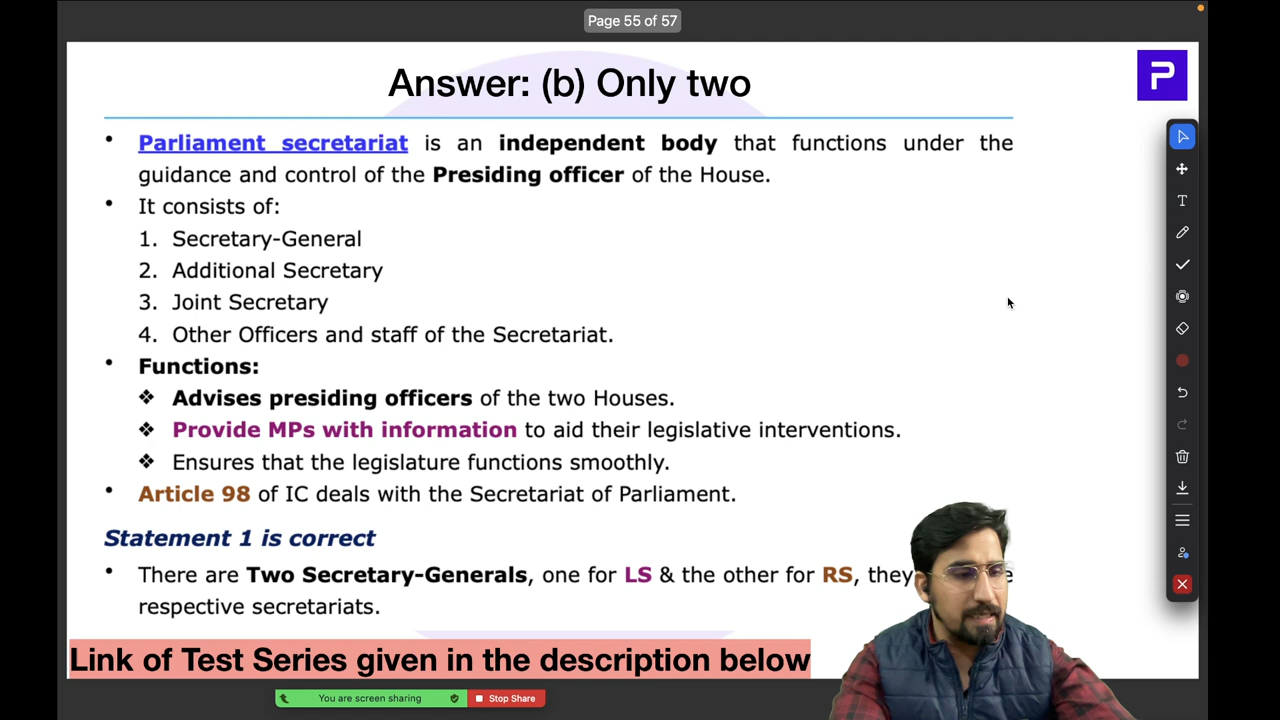 Page 55 of 57
Answer: (b) Only two
P
• Parliament secretariat is an independent body that functions under the
guidance and control of the Presiding officer of the House.
• It consists of:
1. Secretary-General
2. Additional Secretary
3. Joint Secretary
4. Other Officers and staff of the Secretariat.
• Functions:
❖ Advises presiding officers of the two Houses.
❖ Provide MPs with information to aid their legislative interventions.
❖ Ensures that the legislature functions smoothly.
• Article 98 of IC deals with the Secretariat of Parliament.
Statement 1 is correct
• There are Two Secretary-Generals, one for LS & the other for RS, they
respective secretariats.
Link of Test Series given in the description below
You are screen sharing
Stop Share
T